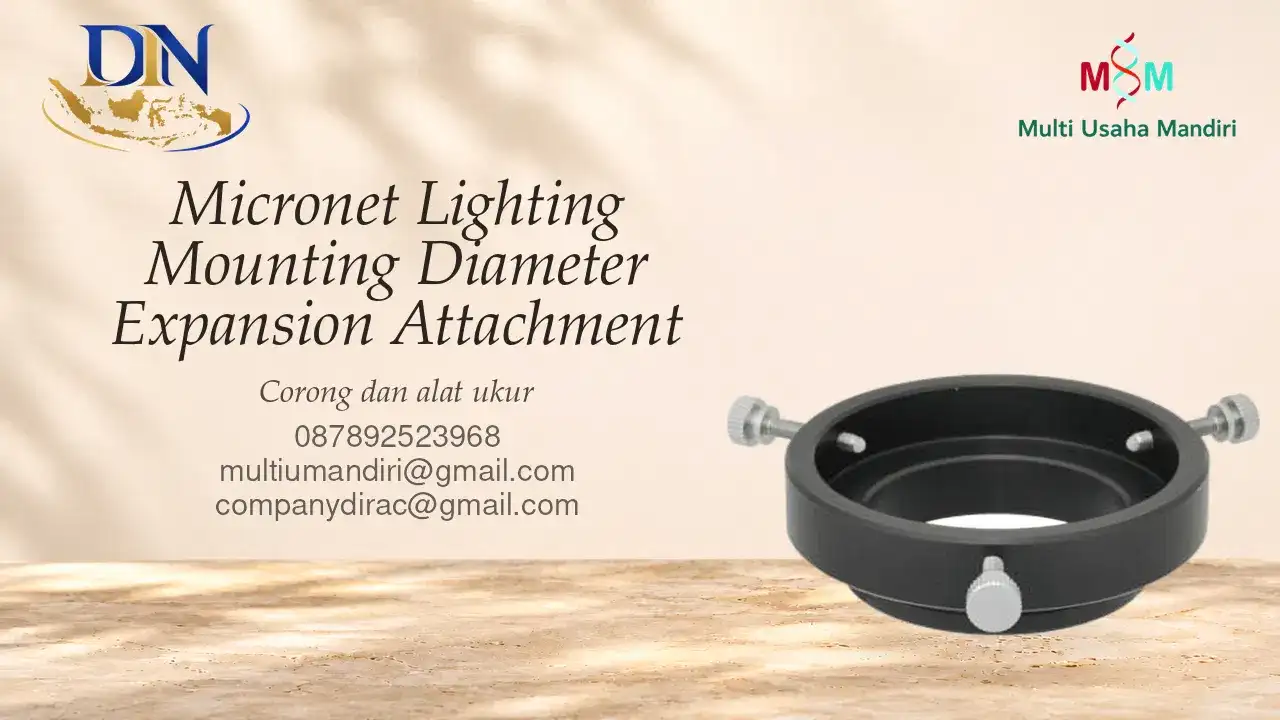 DIN
MSM
Multi Usaha Mandiri
Micronet Lighting
Mounting Diameter
Expansion Attachment
Corong dan alat ukur
087892523968
multiumandiri@gmail.com
companydirac@gmail.com